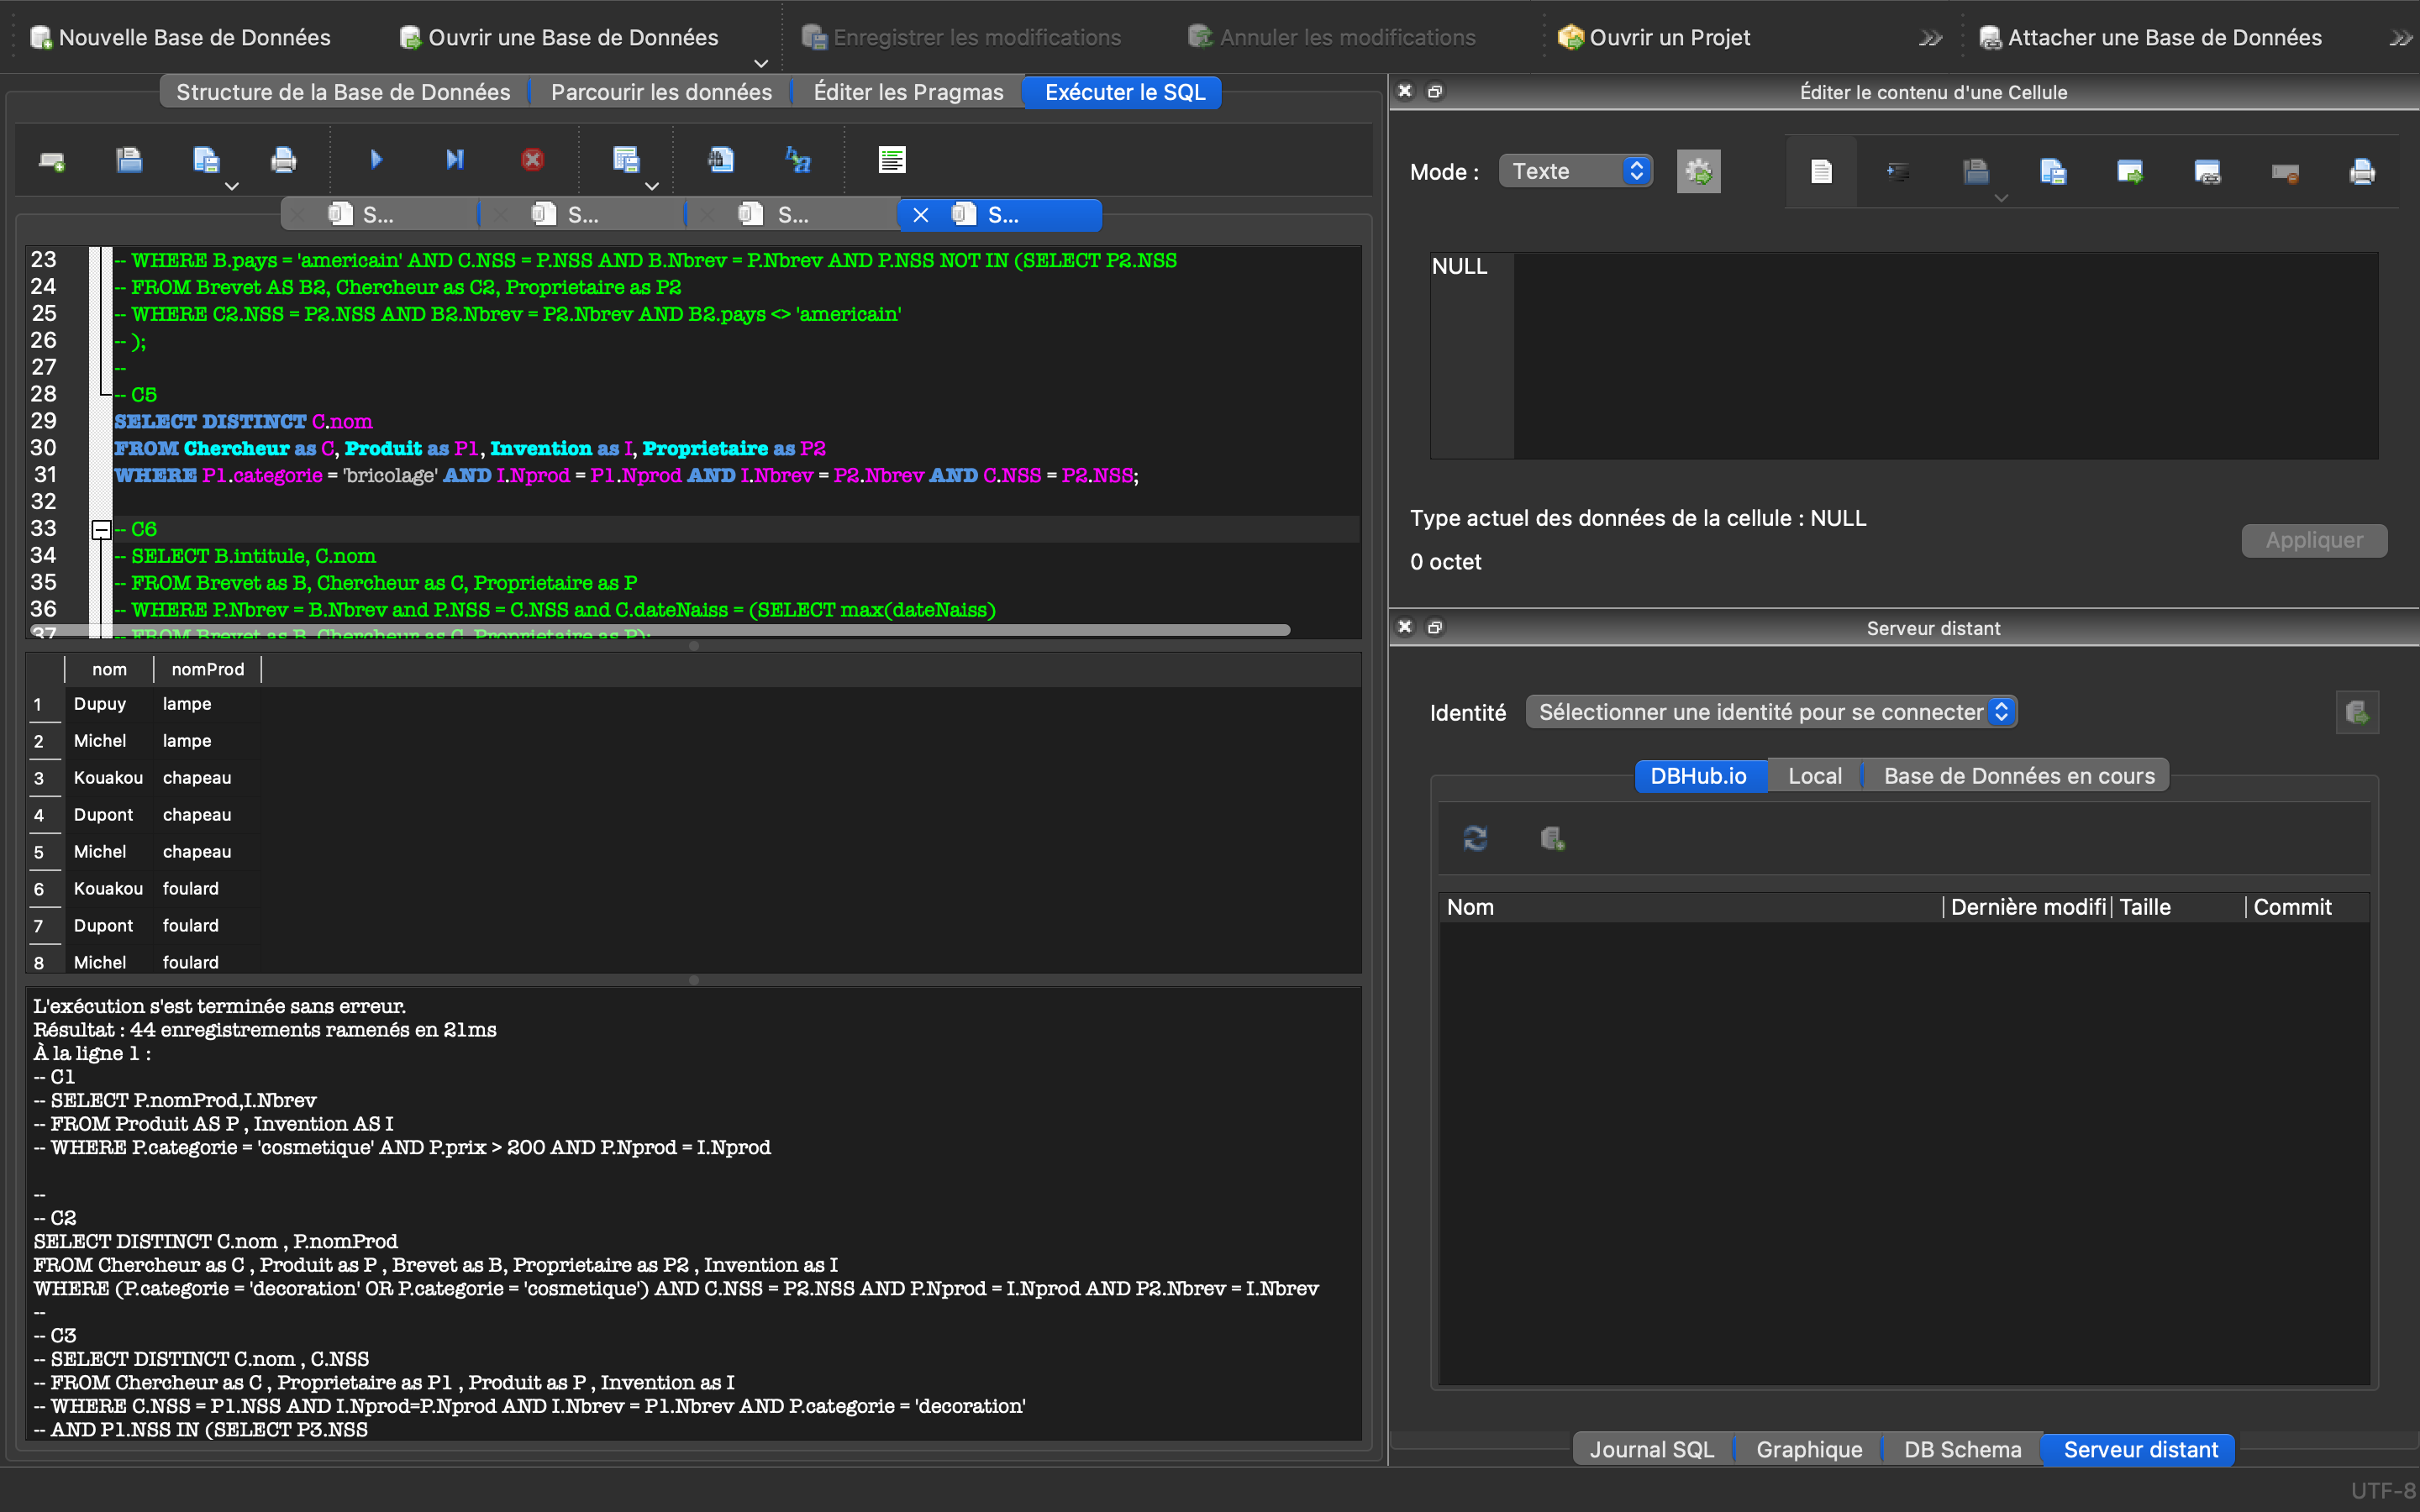 Nouvelle Base de Données
Ouvrir une Base de Données
Enregistrer les modifications
Annuler les modifications
Ouvrir un Projet
Attacher une Base de Données
Structure de la Base de Données
Parcourir les données
Éditer les Pragmas
Exécuter le SQL
S...
S...
S...
S...
23 -- WHERE B.pays = 'americain' AND C.NSS = P.NSS AND B.Nbrev = P.Nbrev AND P.NSS NOT IN (SELECT P2.NSS
24 -- FROM Brevet AS B2, Chercheur as C2, Proprietaire as P2
25 -- WHERE C2.NSS = P2.NSS AND B2.Nbrev = P2.Nbrev AND B2.pays <> 'americain'
26 -- );
27 --
28 -- C5
29 SELECT DISTINCT C.nom
30 FROM Chercheur as C, Produit as P1, Invention as I, Proprietaire as P2
31 WHERE P1.categorie = 'bricolage' AND I.Nprod = P1.Nprod AND I.Nbrev = P2.Nbrev AND C.NSS = P2.NSS;
32
33 -- C6
34 -- SELECT B.intitule, C.nom
35 -- FROM Brevet as B, Chercheur as C, Proprietaire as P
36 -- WHERE P.Nbrev = B.Nbrev and P.NSS = C.NSS and C.dateNaiss = (SELECT max(dateNaiss)
37 -- FROM Brevet as B, Chercheur as C, Proprietaire as P);
nom nomProd
1 Dupuy lampe
2 Michel lampe
3 Kouakou chapeau
4 Dupont chapeau
5 Michel chapeau
6 Kouakou foulard
7 Dupont foulard
8 Michel foulard
L'exécution s'est terminée sans erreur.
Résultat : 44 enregistrements ramenés en 21ms
À la ligne 1 :
-- C1
-- SELECT P.nomProd,I.Nbrev
-- FROM Produit AS P , Invention AS I
-- WHERE P.categorie = 'cosmetique' AND P.prix > 200 AND P.Nprod = I.Nprod
--
-- C2
SELECT DISTINCT C.nom , P.nomProd
FROM Chercheur as C , Produit as P , Brevet as B, Proprietaire as P2 , Invention as I
WHERE (P.categorie = 'decoration' OR P.categorie = 'cosmetique') AND C.NSS = P2.NSS AND P.Nprod = I.Nprod AND P2.Nbrev = I.Nbrev
--
-- C3
-- SELECT DISTINCT C.nom , C.NSS
-- FROM Chercheur as C , Proprietaire as P1 , Produit as P , Invention as I
-- WHERE C.NSS = P1.NSS AND I.Nprod=P.Nprod AND I.Nbrev = P1.Nbrev AND P.categorie = 'decoration'
-- AND P1.NSS IN (SELECT P3.NSS
Éditer le contenu d'une Cellule
Mode :
Texte
NULL
Type actuel des données de la cellule : NULL
0 octet
Appliquer
Serveur distant
Identité
Sélectionner une identité pour se connecter
DBHub.io
Local
Base de Données en cours
Nom
Dernière modifi
Taille
Commit
Journal SQL
Graphique
DB Schema
Serveur distant
UTF-8